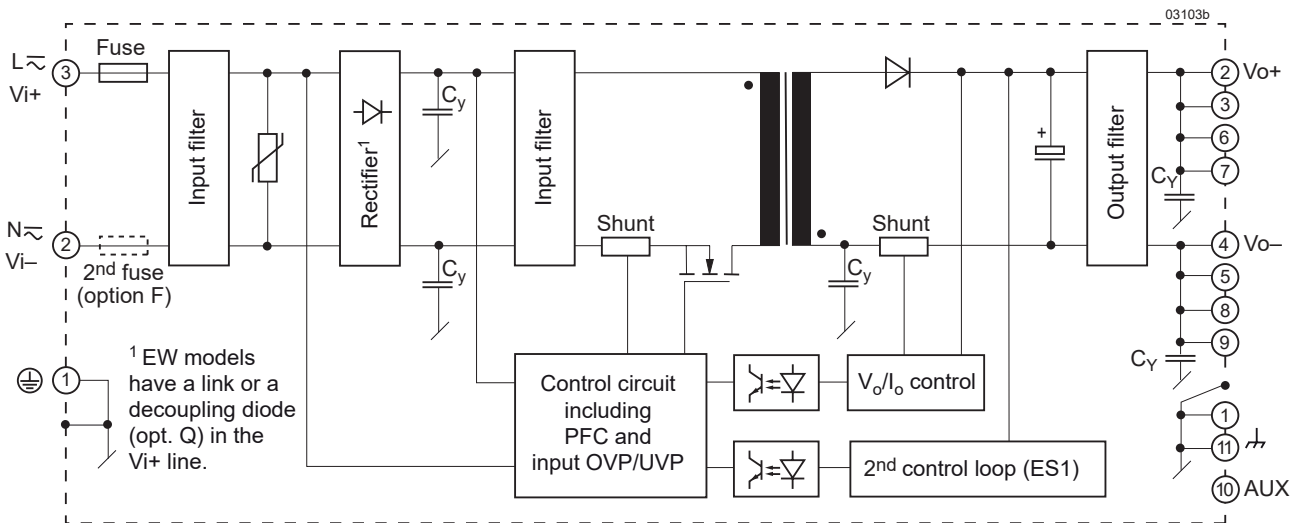 03103b
L
3
Vi+
Fuse
Input filter
Rectifier¹
Cy
Input filter
+
Output filter
2
Vo+
3
6
7
CY
N
2
Vi–
2nd fuse
(option F)
Cy
Shunt
Cy
Shunt
4
Vo–
5
8
9
CY
1
¹ EW models
have a link or a
decoupling diode
(opt. Q) in the
Vi+ line.
Control circuit
including
PFC and
input OVP/UVP
Vo/Io control
2nd control loop (ES1)
1
11
10
AUX